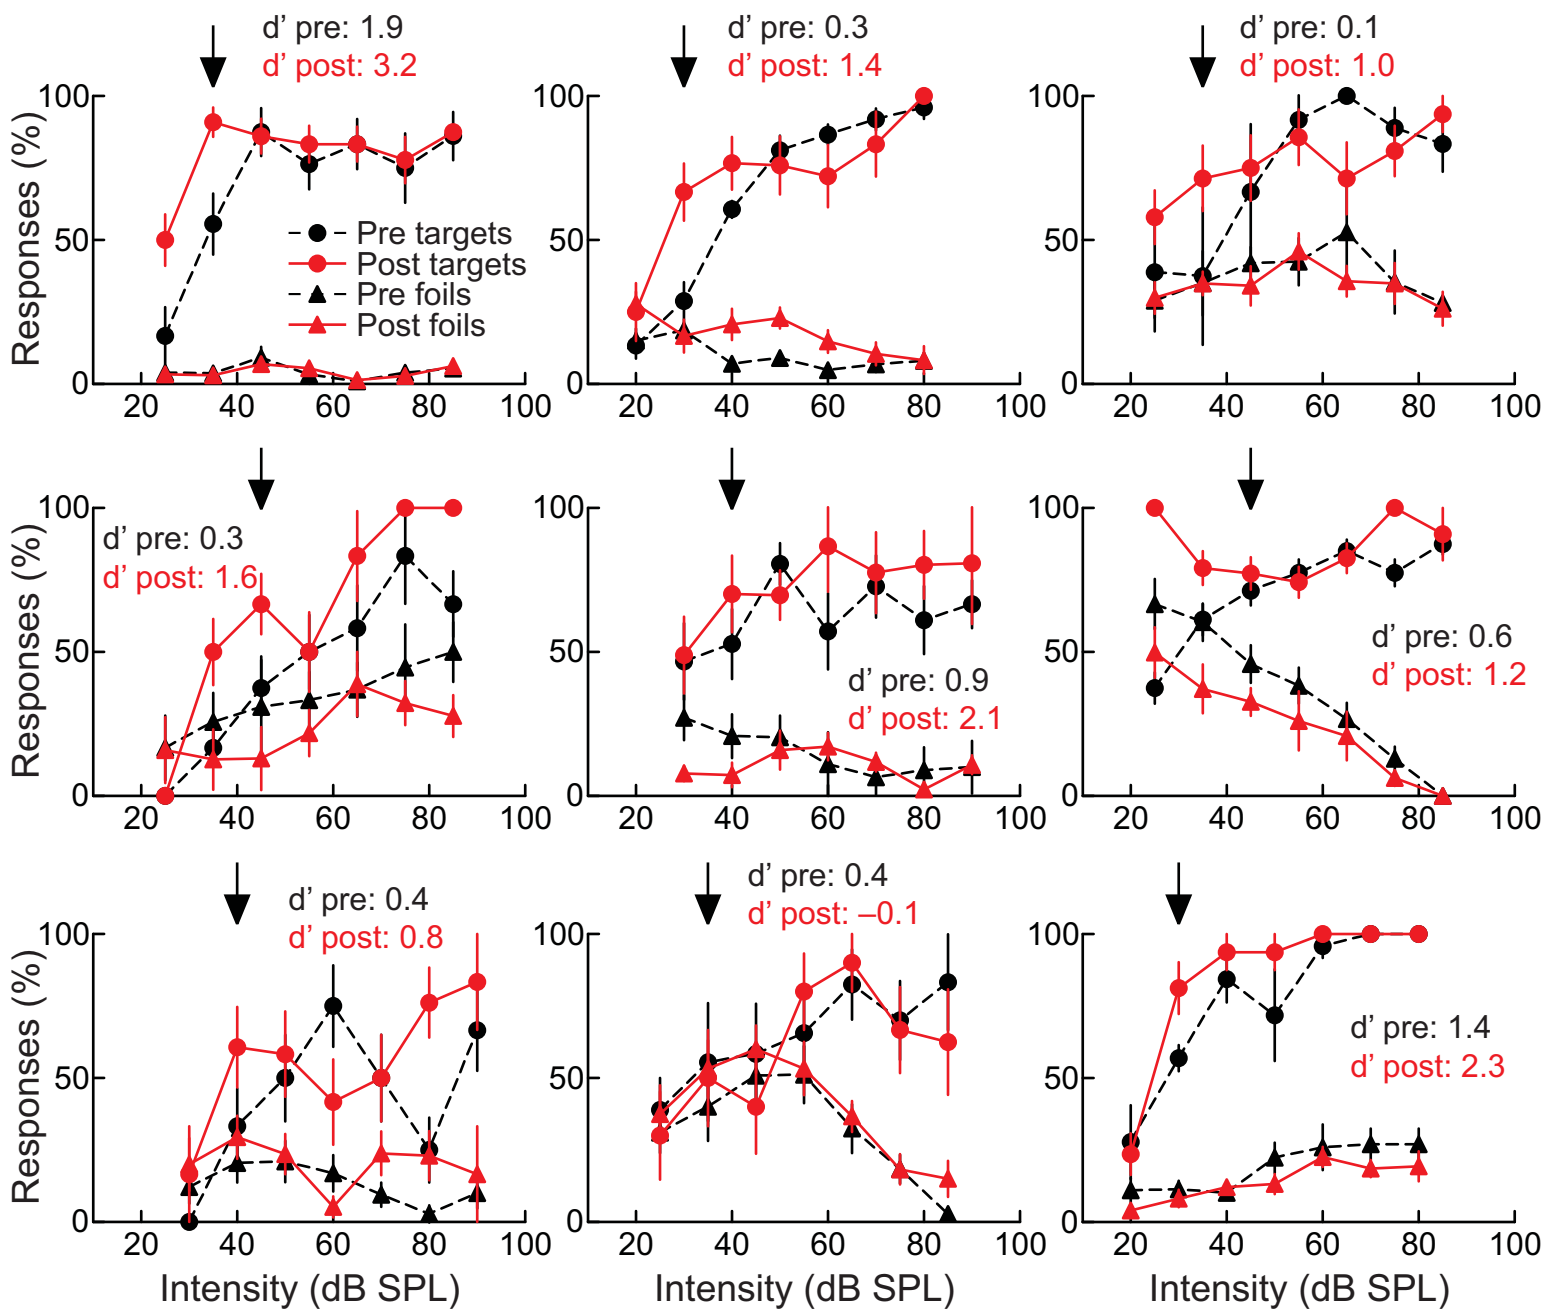 d’ pre: 1.9
d’ post: 3.2
d’ pre: 0.3
d’ post: 1.4
d’ pre: 0.1
d’ post: 1.0
Responses (%)
100
50
0
20 40 60 80 100
Pre targets
Post targets
Pre foils
Post foils
100
50
0
20 40 60 80 100
100
50
0
20 40 60 80 100
Responses (%)
100
50
0
20 40 60 80 100
d’ pre: 0.3
d’ post: 1.6
100
50
0
20 40 60 80 100
d’ pre: 0.9
d’ post: 2.1
100
50
0
20 40 60 80 100
d’ pre: 0.6
d’ post: 1.2
Responses (%)
d’ pre: 0.4
d’ post: 0.8
100
50
0
20 40 60 80 100
Intensity (dB SPL)
d’ pre: 0.4
d’ post: –0.1
100
50
0
20 40 60 80 100
Intensity (dB SPL)
100
50
0
d’ pre: 1.4
d’ post: 2.3
20 40 60 80 100
Intensity (dB SPL)